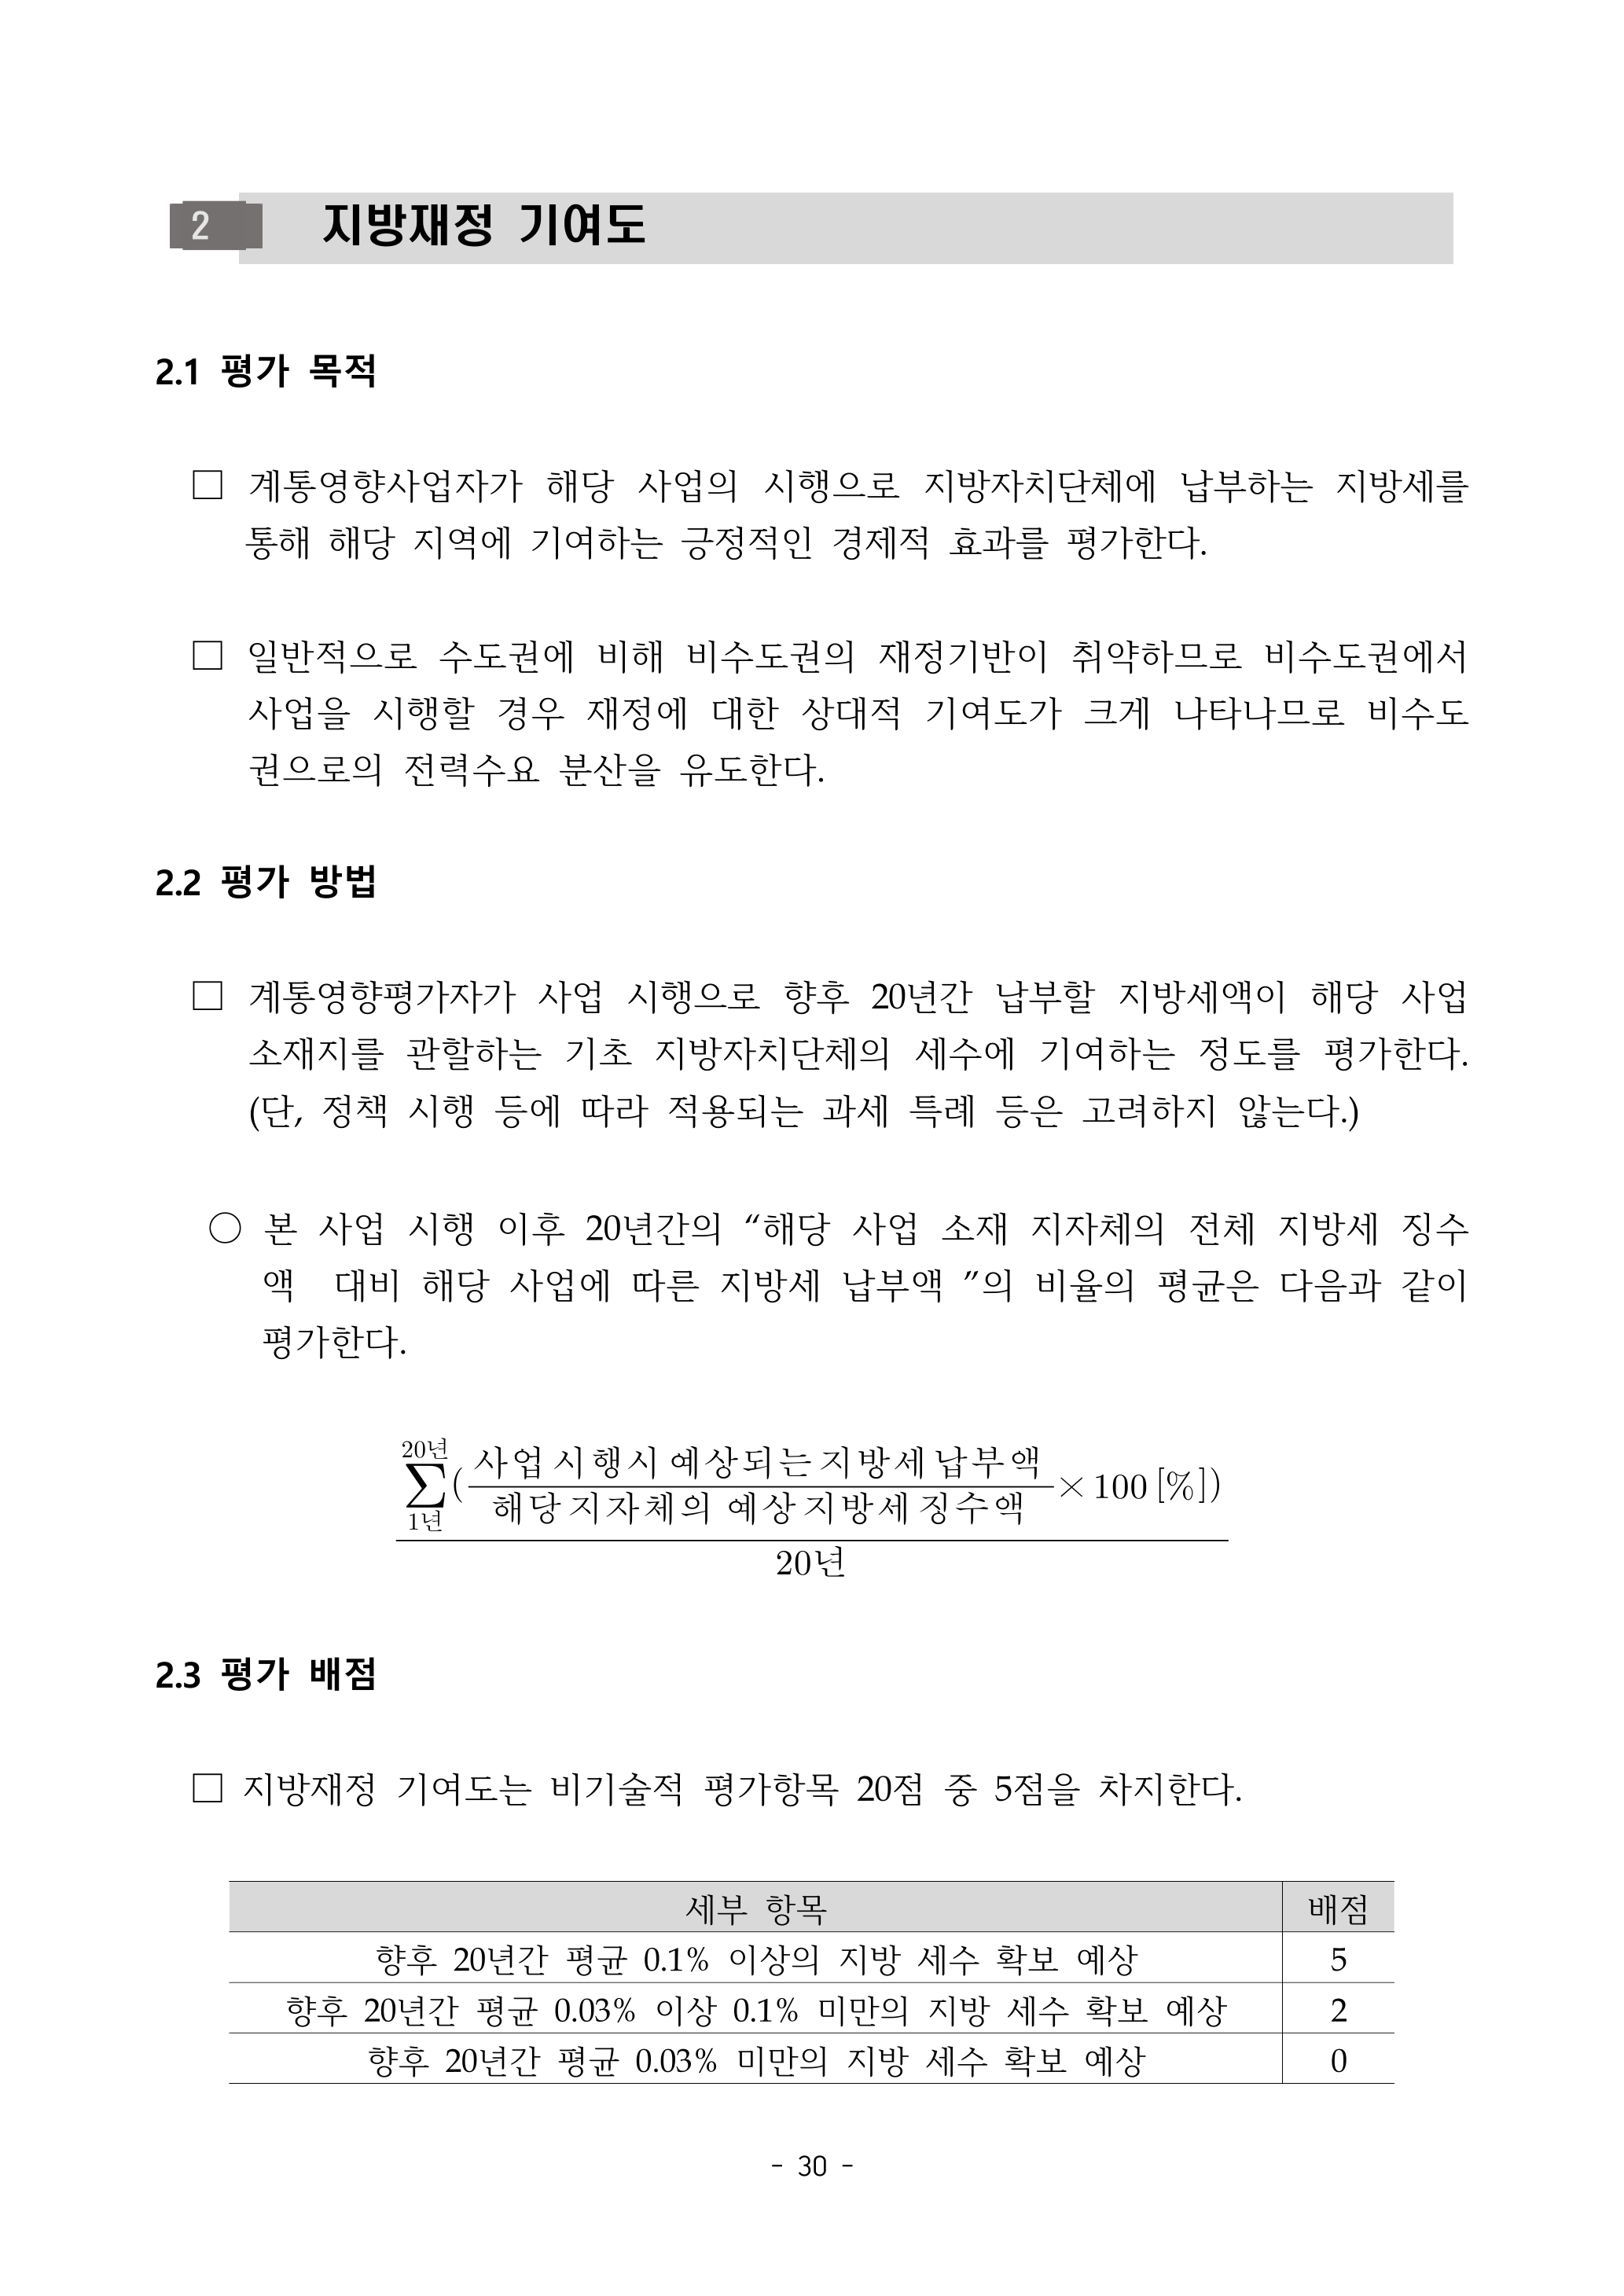 2 지방재정 기여도
2.1 평가 목적
□ 계통영향사업자가 해당 사업의 시행으로 지방자치단체에 납부하는 지방세를
통해 해당 지역에 기여하는 긍정적인 경제적 효과를 평가한다.
□ 일반적으로 수도권에 비해 비수도권의 재정기반이 취약하므로 비수도권에서
사업을 시행할 경우 재정에 대한 상대적 기여도가 크게 나타나므로 비수도
권으로의 전력수요 분산을 유도한다.
2.2 평가 방법
□ 계통영향평가자가 사업 시행으로 향후 20년간 납부할 지방세액이 해당 사업
소재지를 관할하는 기초 지방자치단체의 세수에 기여하는 정도를 평가한다.
(단, 정책 시행 등에 따라 적용되는 과세 특례 등은 고려하지 않는다.)
○ 본 사업 시행 이후 20년간의 “해당 사업 소재 지자체의 전체 지방세 징수
액 대비 해당 사업에 따른 지방세 납부액 ”의 비율의 평균은 다음과 같이
평가한다.
20년
∑
1년
( 사업 시행시 예상되는 지방세 납부액
해당 지자체의 예상 지방세 징수액
× 100 [%])
20년
2.3 평가 배점
□ 지방재정 기여도는 비기술적 평가항목 20점 중 5점을 차지한다.
세부 항목 배점
향후 20년간 평균 0.1% 이상의 지방 세수 확보 예상 5
향후 20년간 평균 0.03% 이상 0.1% 미만의 지방 세수 확보 예상 2
향후 20년간 평균 0.03% 미만의 지방 세수 확보 예상 0
- 30 -